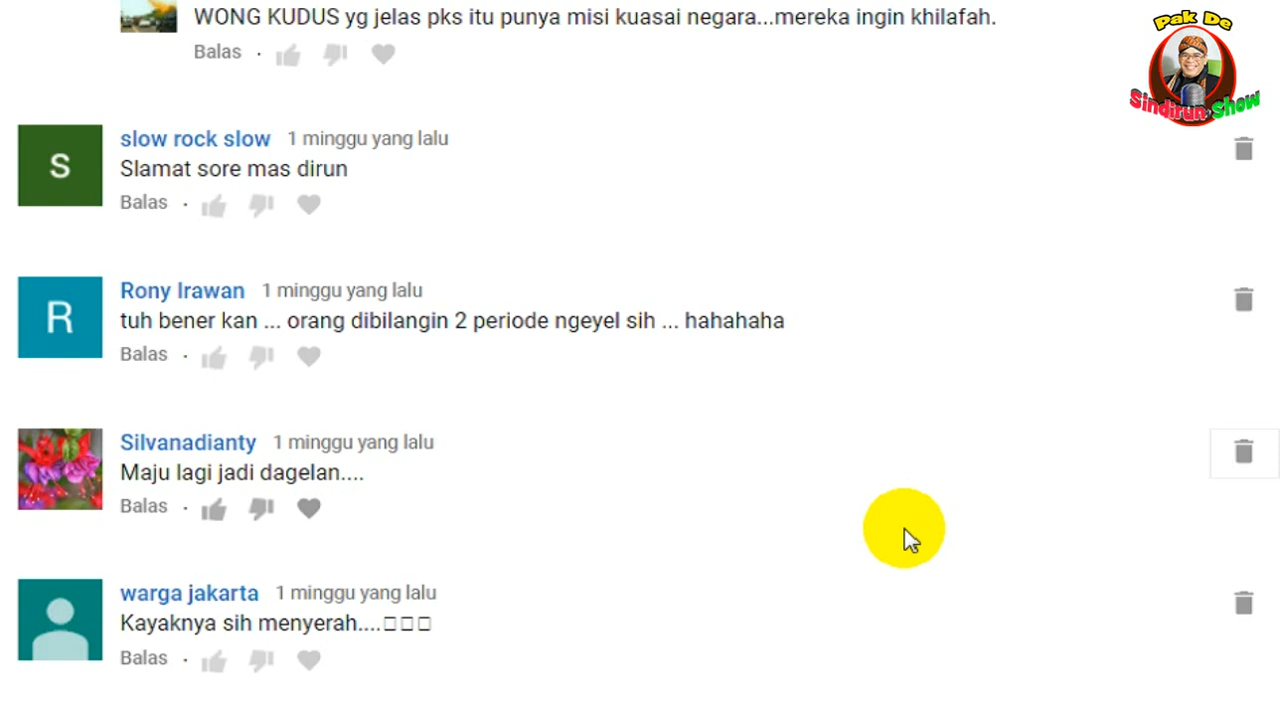 WONG KUDUS yg jelas pks itu punya misi kuasai negara...mereka ingin khilafah.
Balas ·
Pak De
Sindirun Show
S
slow rock slow 1 minggu yang lalu
Slamat sore mas dirun
Balas ·
R
Rony Irawan 1 minggu yang lalu
tuh bener kan ... orang dibilangin 2 periode ngeyel sih ... hahahaha
Balas ·
Silvanadianty 1 minggu yang lalu
Maju lagi jadi dagelan....
Balas ·
warga jakarta 1 minggu yang lalu
Kayaknya sih menyerah....□□□
Balas ·